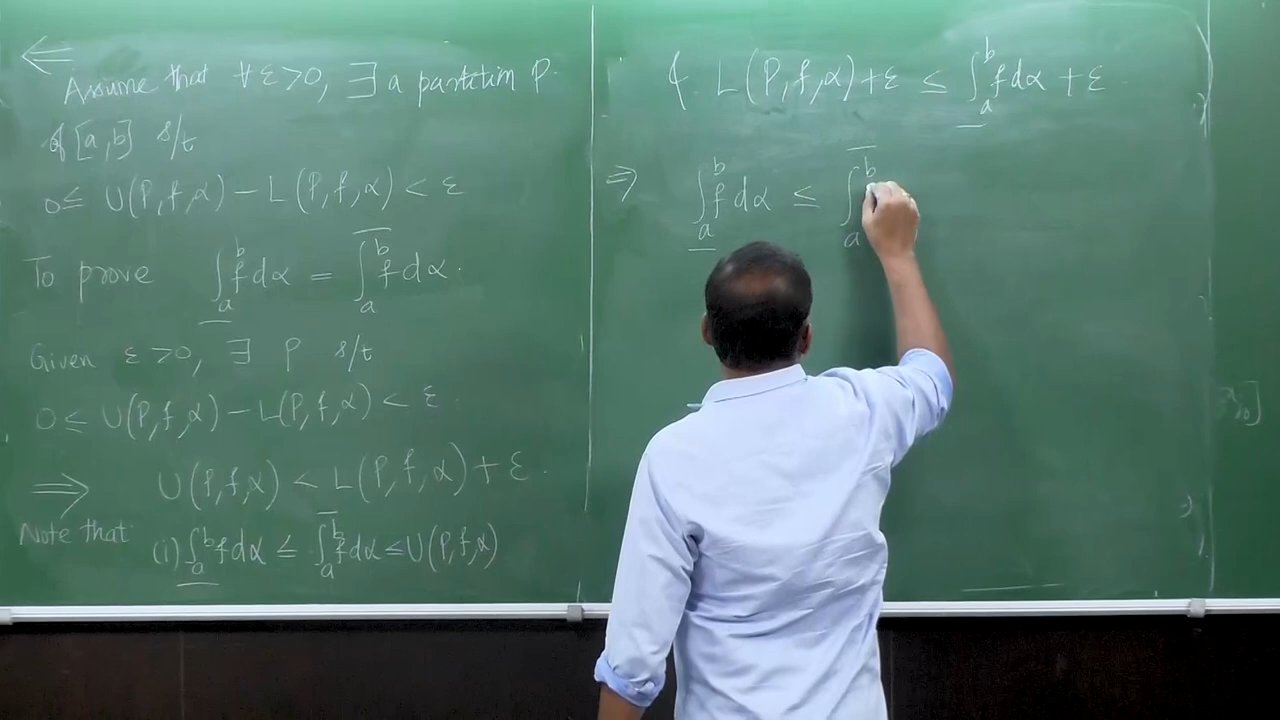 ⇐ Assume that ∀ ε>0, ∃ a partition P.
of [a,b] s/t
0≤ U(P,f,α) − L(P,f,α) < ε
To prove ∫̲ₐᵇ f dα = ∫̅ₐᵇ f dα.
Given ε>0, ∃ P s/t
0≤ U(P,f,α) − L(P,f,α) < ε.
⟹ U(P,f,α) < L(P,f,α) + ε.
Note that (i) ∫̲ₐᵇ f dα ≤ ∫̅ₐᵇ f dα ≤ U(P,f,α)
&. L(P,f,α)+ε ≤ ∫̲ₐᵇ f dα + ε
⇒ ∫̲ₐᵇ f dα ≤ ∫̅ₐᵇ